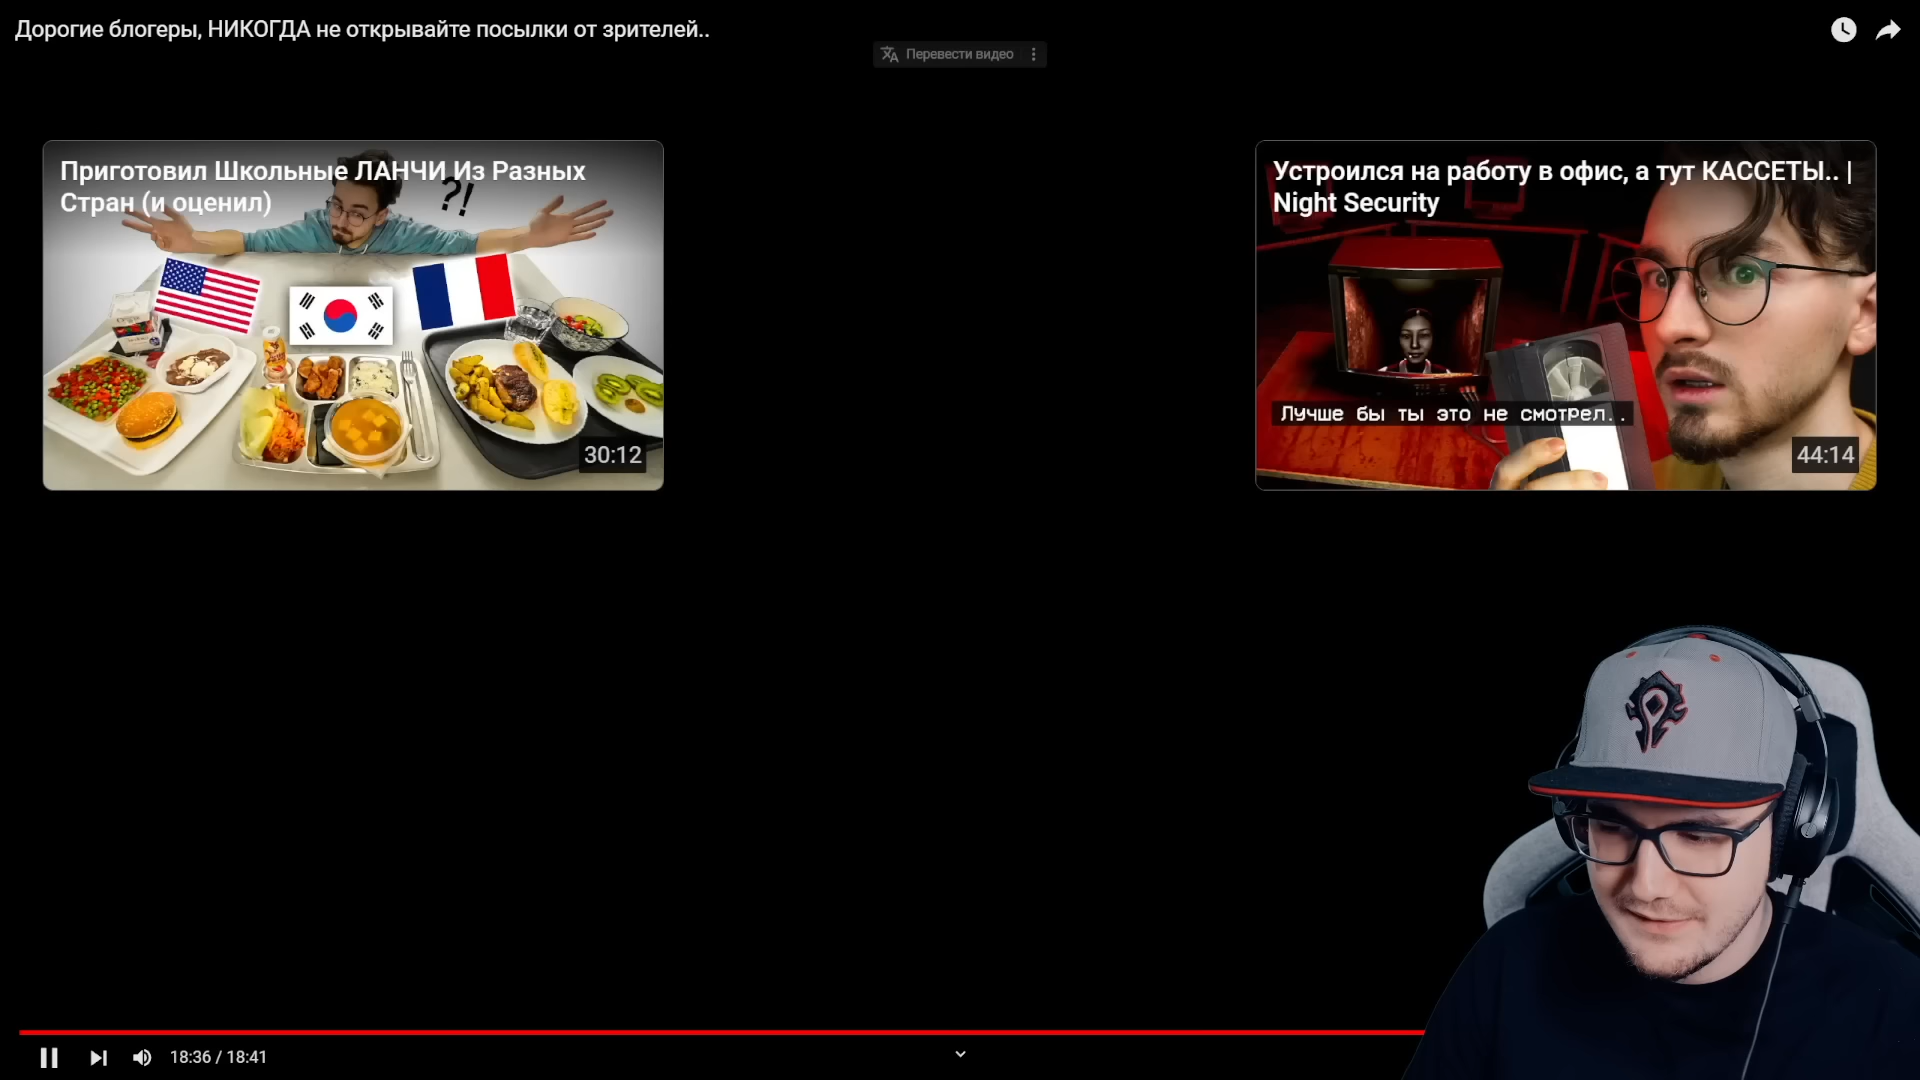 Дорогие блогеры, НИКОГДА не открывайте посылки от зрителей..
Перевести видео
Приготовил Школьные ЛАНЧИ Из Разных
Стран (и оценил)
?!
30:12
Устроился на работу в офис, а тут КАССЕТЫ.. |
Night Security
Лучше бы ты это не смотрел..
44:14
18:36 / 18:41